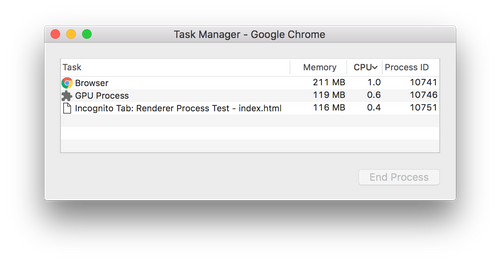 Task Manager - Google Chrome
Task Memory CPU Process ID
Browser 211 MB 1.0 10741
GPU Process 119 MB 0.6 10746
Incognito Tab: Renderer Process Test - index.html 116 MB 0.4 10751
End Process